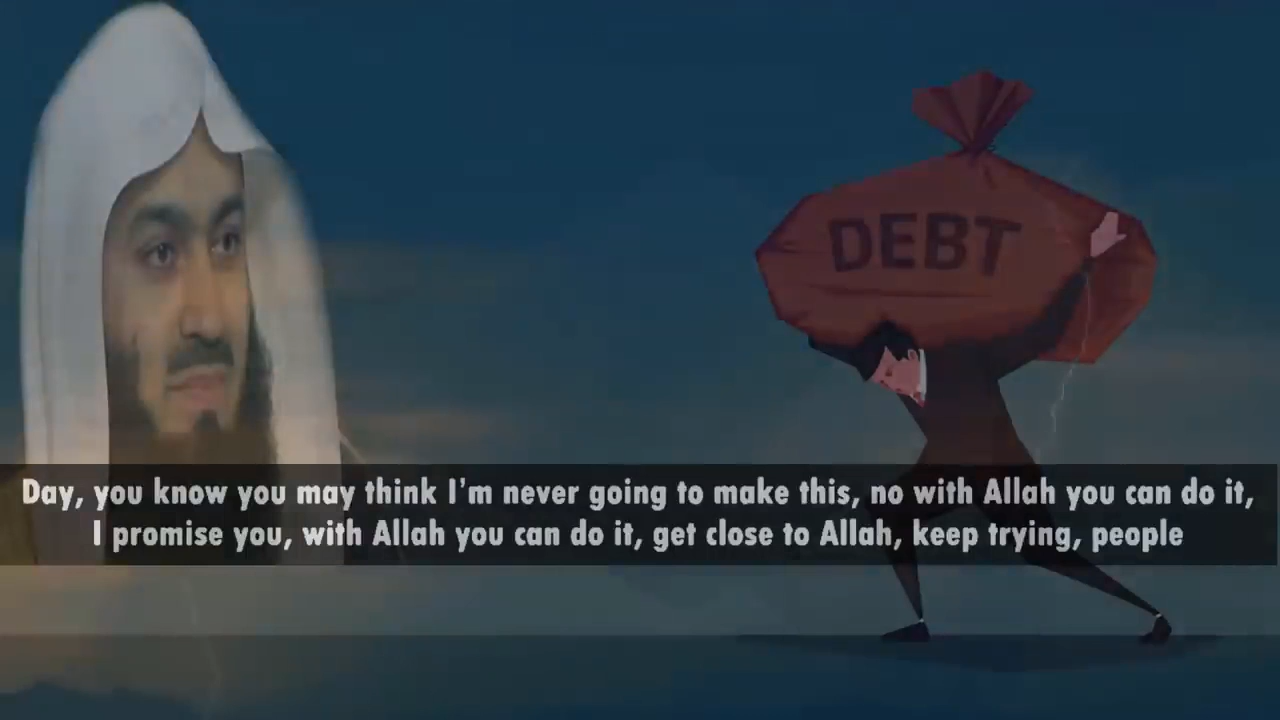 DEBT
Day, you know you may think I'm never going to make this, no with Allah you can do it,
I promise you, with Allah you can do it, get close to Allah, keep trying, people